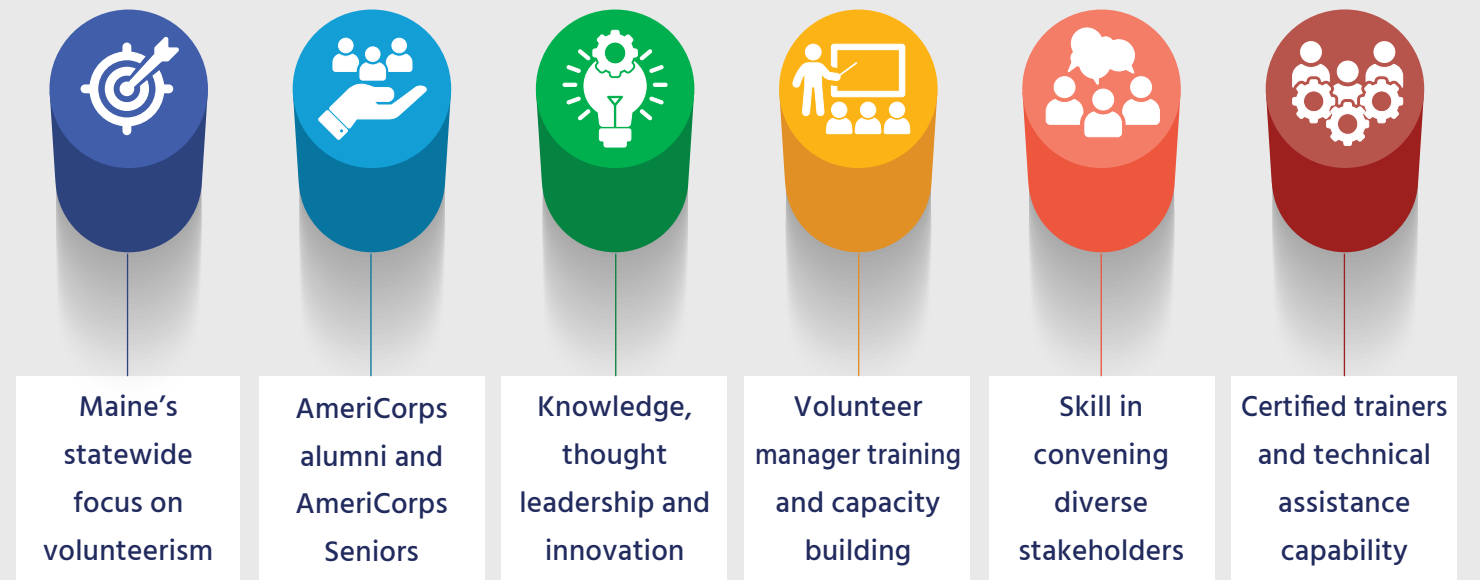 Maine’s
statewide
focus on
volunteerism
AmeriCorps
alumni and
AmeriCorps
Seniors
Knowledge,
thought
leadership and
innovation
Volunteer
manager training
and capacity
building
Skill in
convening
diverse
stakeholders
Certified trainers
and technical
assistance
capability